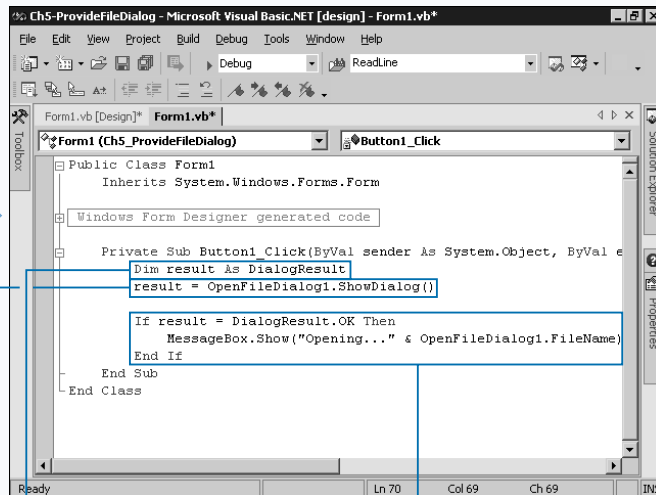 Ch5-ProvideFileDialog - Microsoft Visual Basic.NET [design] - Form1.vb*
File Edit View Project Build Debug Tools Window Help
Debug ReadLine
Form1.vb [Design]* Form1.vb*
Toolbox
Form1 (Ch5_ProvideFileDialog) Button1_Click
Solution Explorer
Properties
Public Class Form1
Inherits System.Windows.Forms.Form
Windows Form Designer generated code
Private Sub Button1_Click(ByVal sender As System.Object, ByVal e
Dim result As DialogResult
result = OpenFileDialog1.ShowDialog()
If result = DialogResult.OK Then
MessageBox.Show("Opening..." & OpenFileDialog1.FileName)
End If
End Sub
End Class
Ready Ln 70 Col 69 Ch 69 INS